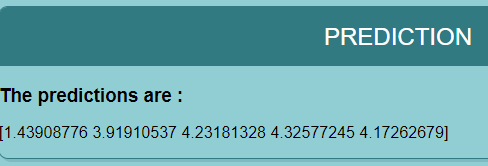 PREDICTION
The predictions are :
[1.43908776 3.91910537 4.23181328 4.32577245 4.17262679]